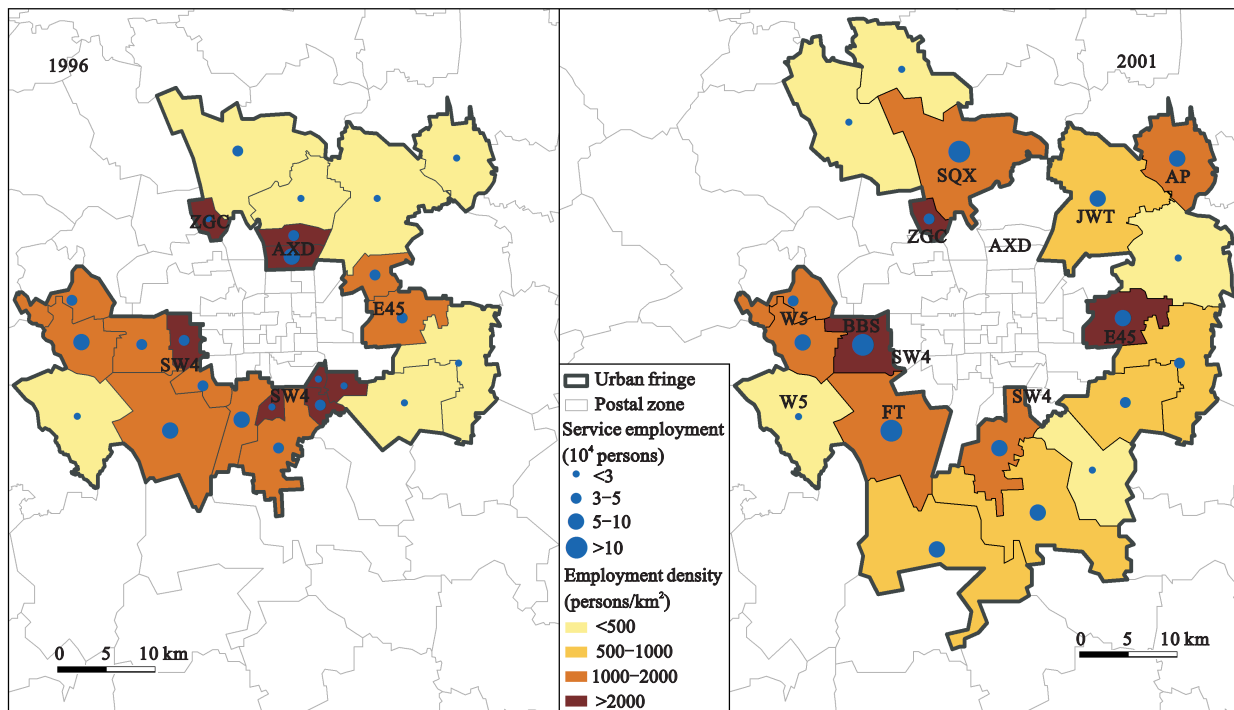 1996
ZGC
AXD
E45
SW4
SW4
0 5 10 km
Urban fringe
Postal zone
Service employment
(10⁴ persons)
<3
3−5
5−10
>10
Employment density
(persons/km²)
<500
500−1000
1000−2000
>2000
2001
SQX
AP
JWT
ZGC
AXD
W5
BBS
E45
SW4
W5
FT
SW4
0 5 10 km